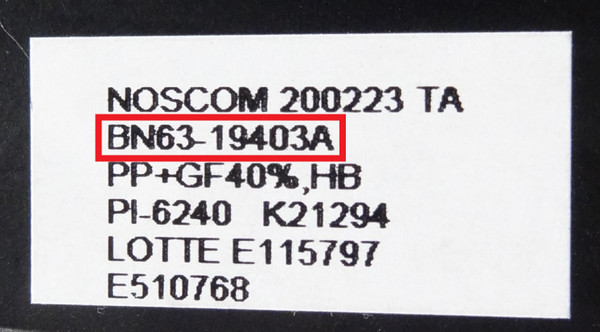 NOSCOM 200223 TA
BN63-19403A
PP+GF40%,HB
PI-6240 K21294
LOTTE E115797
E510768